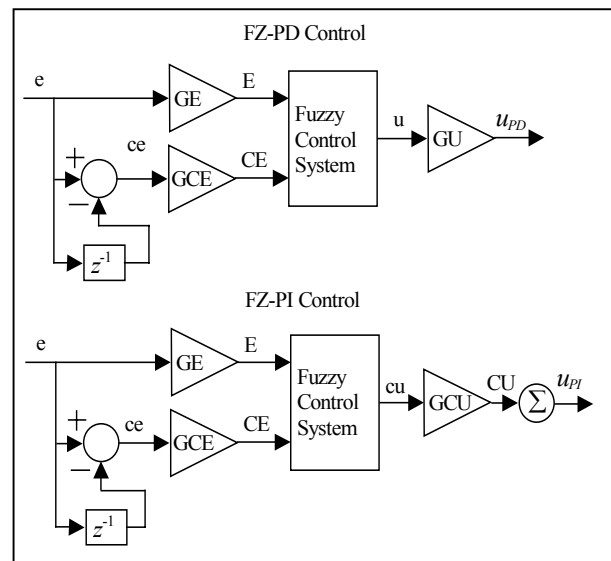 FZ-PD Control
e
GE
E
Fuzzy
Control
System
u
GU
u_PD
+
ce
GCE
CE
−
z⁻¹
FZ-PI Control
e
GE
E
Fuzzy
Control
System
cu
GCU
CU
Σ
u_PI
+
ce
GCE
CE
−
z⁻¹